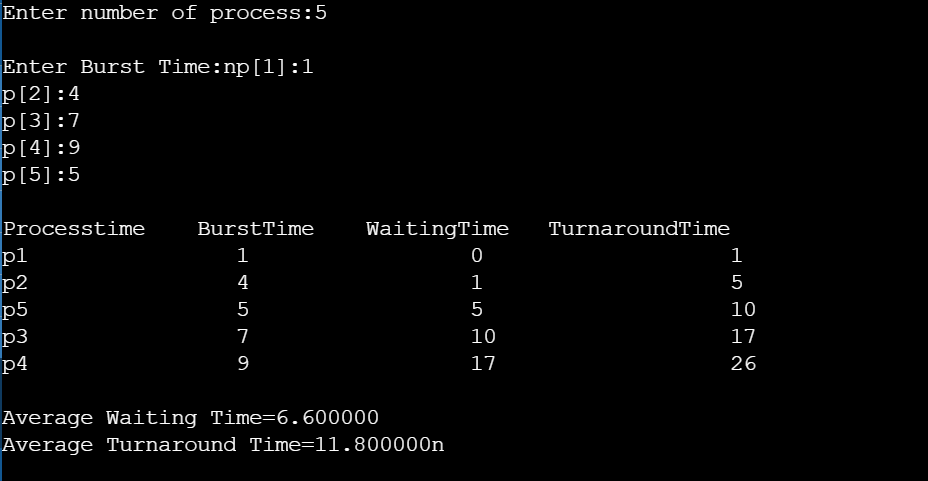 Enter number of process:5
Enter Burst Time:np[1]:1
p[2]:4
p[3]:7
p[4]:9
p[5]:5
Processtime BurstTime WaitingTime TurnaroundTime
p1 1 0 1
p2 4 1 5
p5 5 5 10
p3 7 10 17
p4 9 17 26
Average Waiting Time=6.600000
Average Turnaround Time=11.800000n